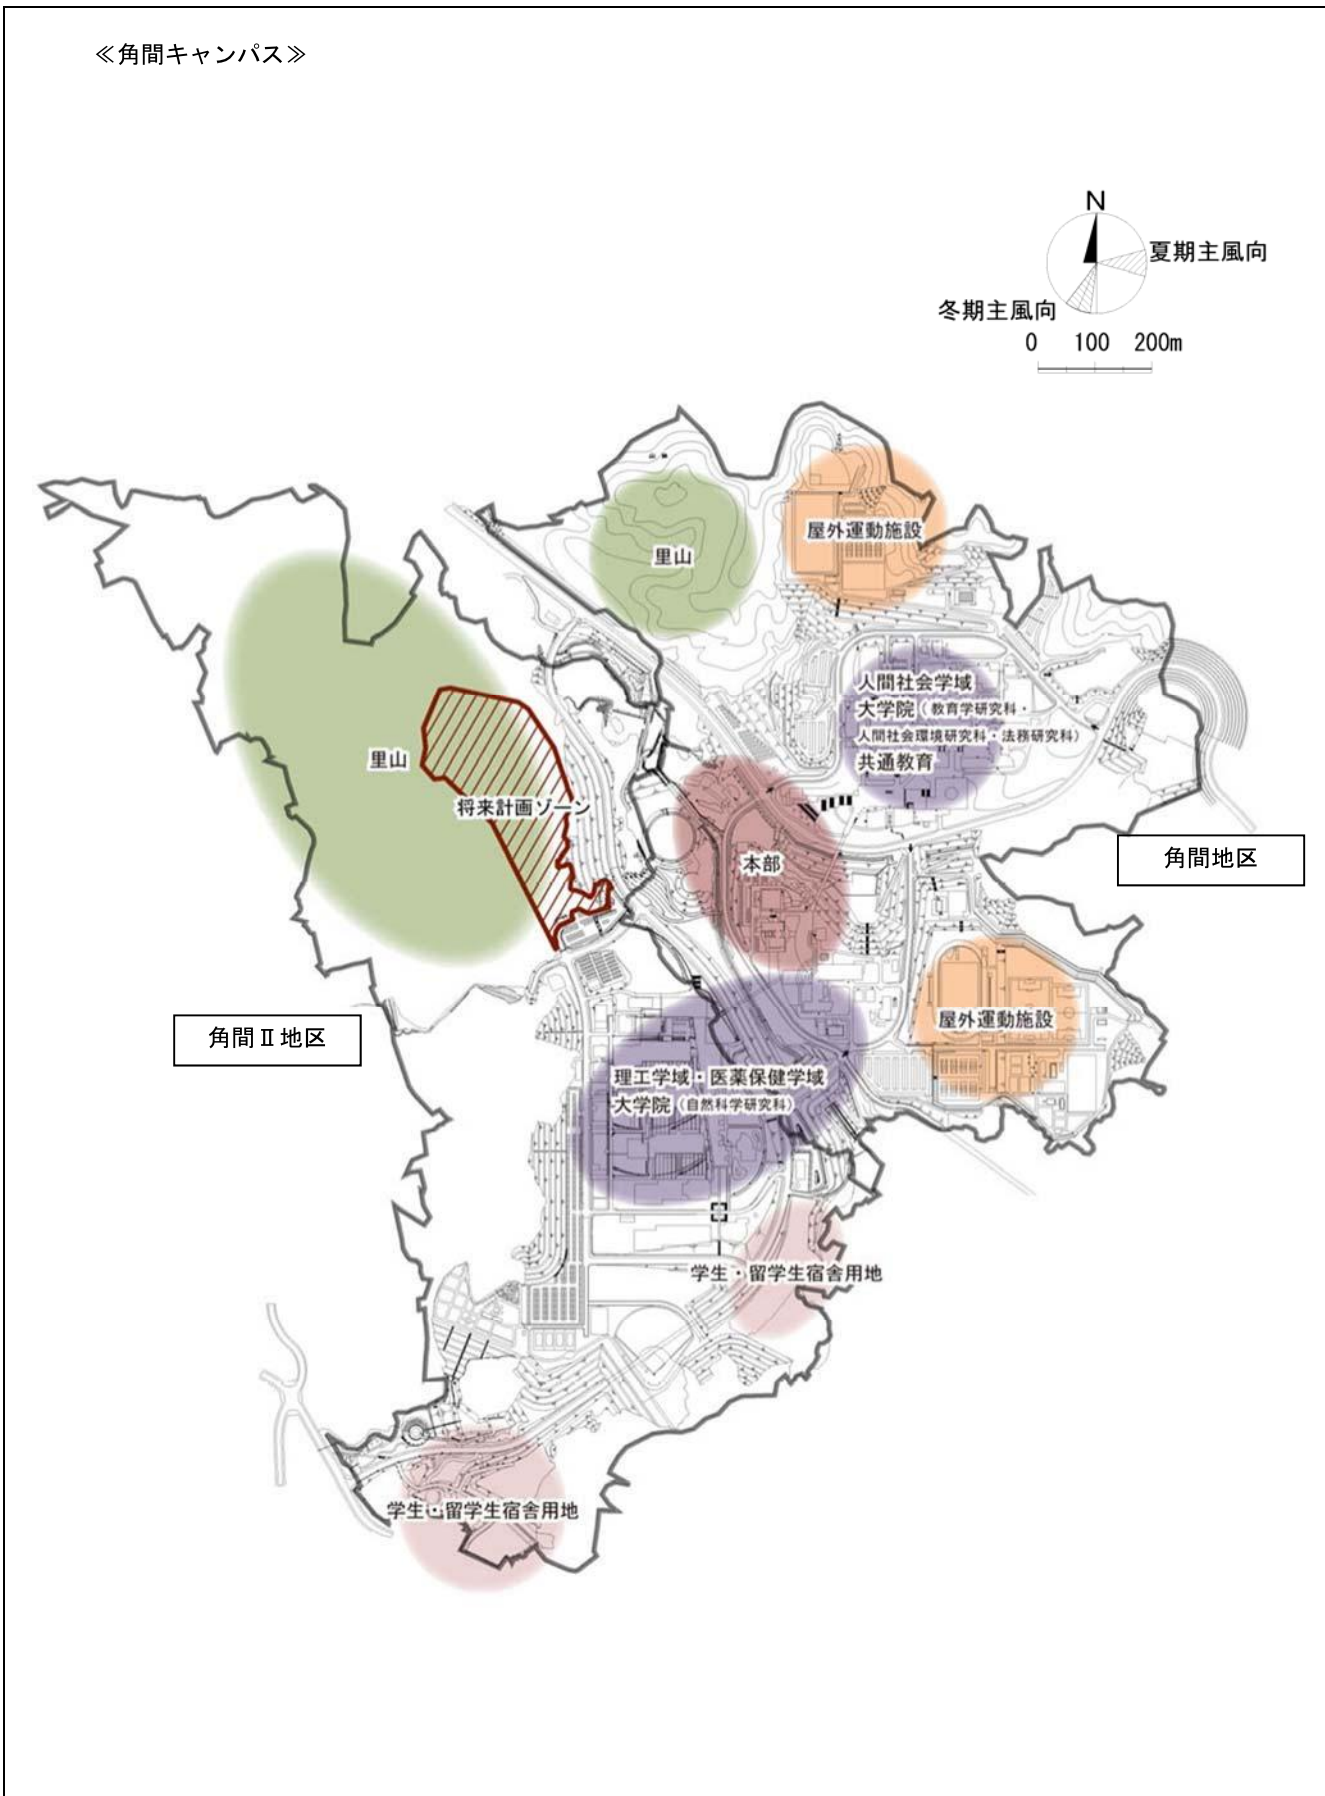 ≪角間キャンパス≫
N
夏期主風向
冬期主風向
0 100 200m
屋外運動施設
里山
人間社会学域
大学院（教育学研究科・
人間社会環境研究科・法務研究科）
共通教育
里山
将来計画ゾーン
本部
角間地区
屋外運動施設
角間Ⅱ地区
理工学域・医薬保健学域
大学院（自然科学研究科）
学生・留学生宿舎用地
学生・留学生宿舎用地